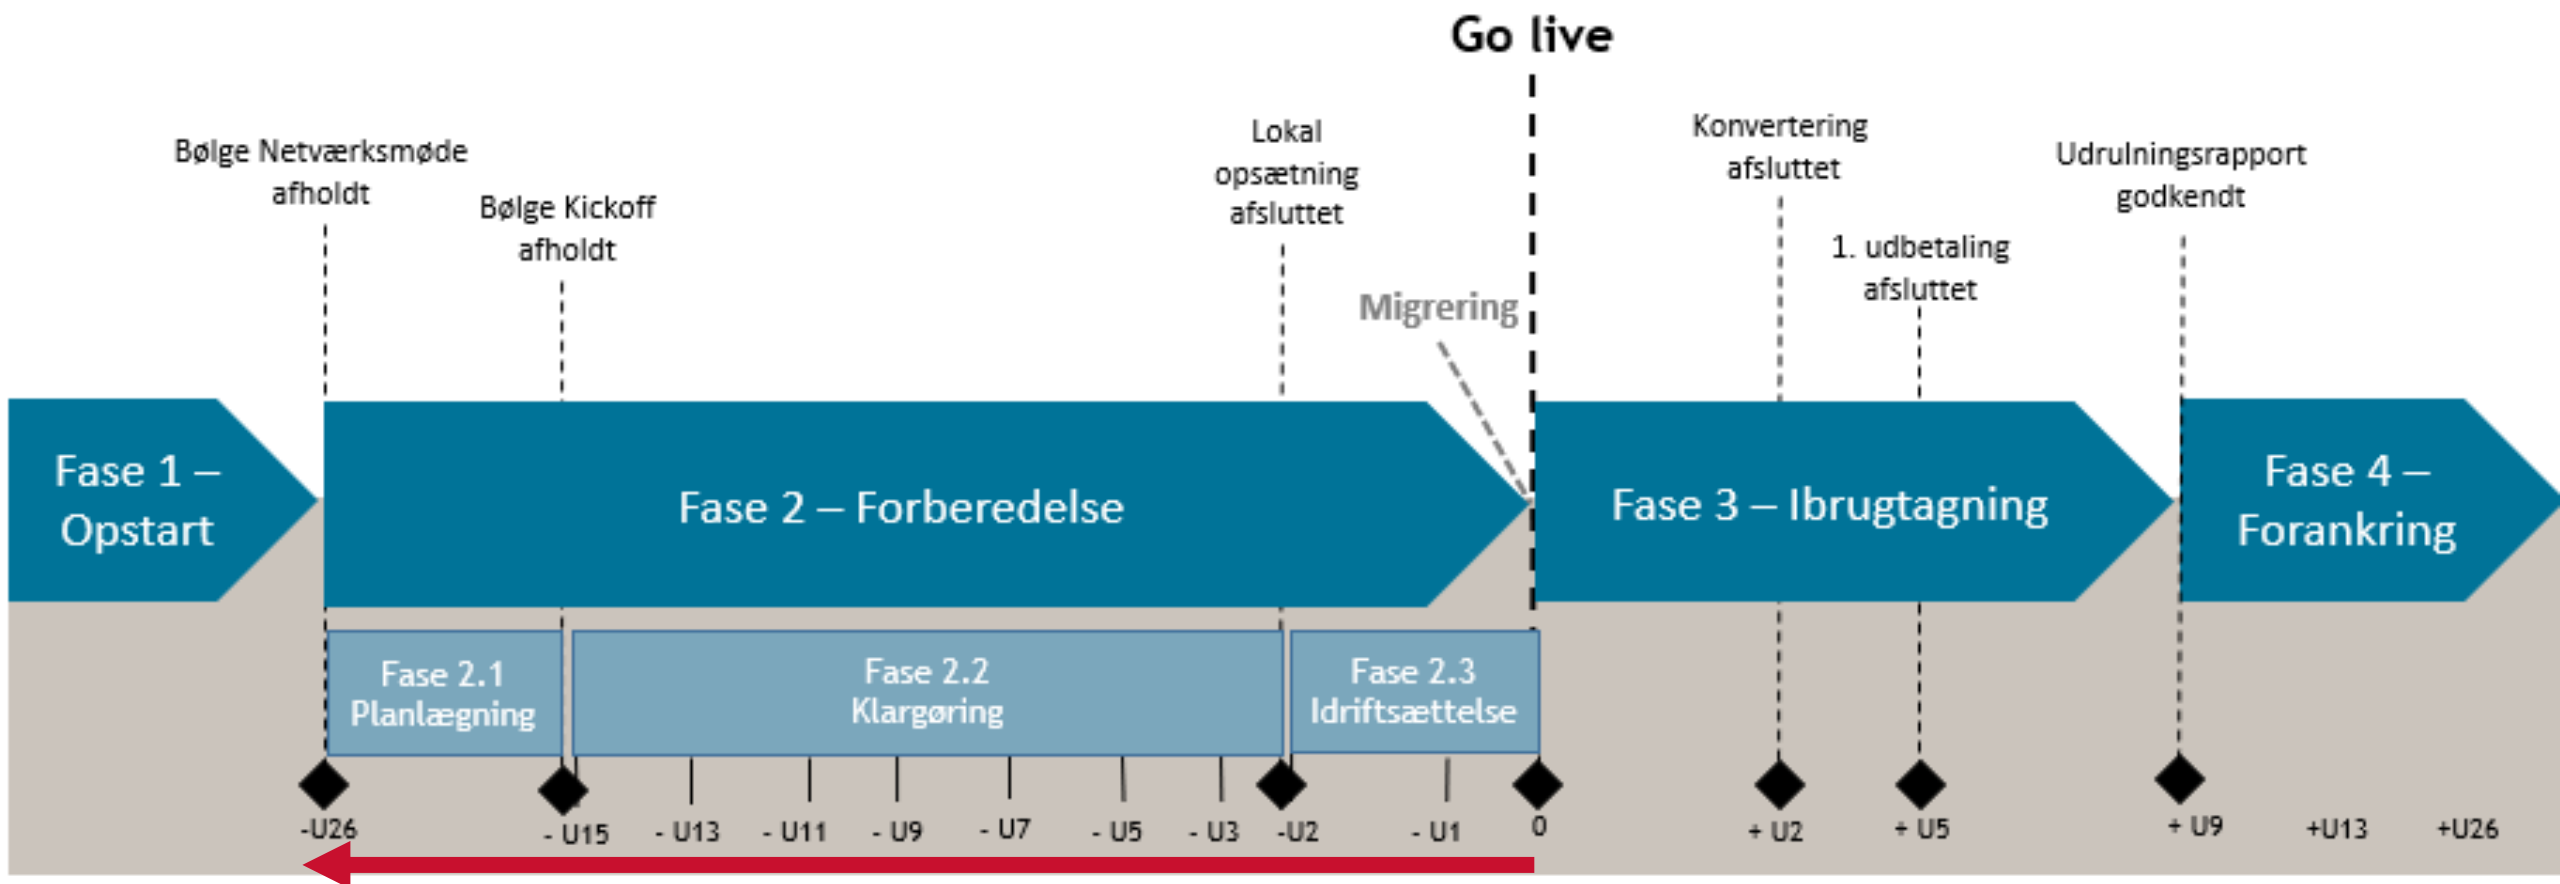 Go live
Bølge Netværksmøde
afholdt
Bølge Kickoff
afholdt
Lokal
opsætning
afsluttet
Migrering
Konvertering
afsluttet
1. udbetaling
afsluttet
Udrulningsrapport
godkendt
Fase 1 –
Opstart
Fase 2 – Forberedelse
Fase 3 – Ibrugtagning
Fase 4 –
Forankring
Fase 2.1
Planlægning
Fase 2.2
Klargøring
Fase 2.3
Idriftsættelse
-U26 - U15 - U13 - U11 - U9 - U7 - U5 - U3 -U2 - U1 0 + U2 + U5 + U9 +U13 +U26